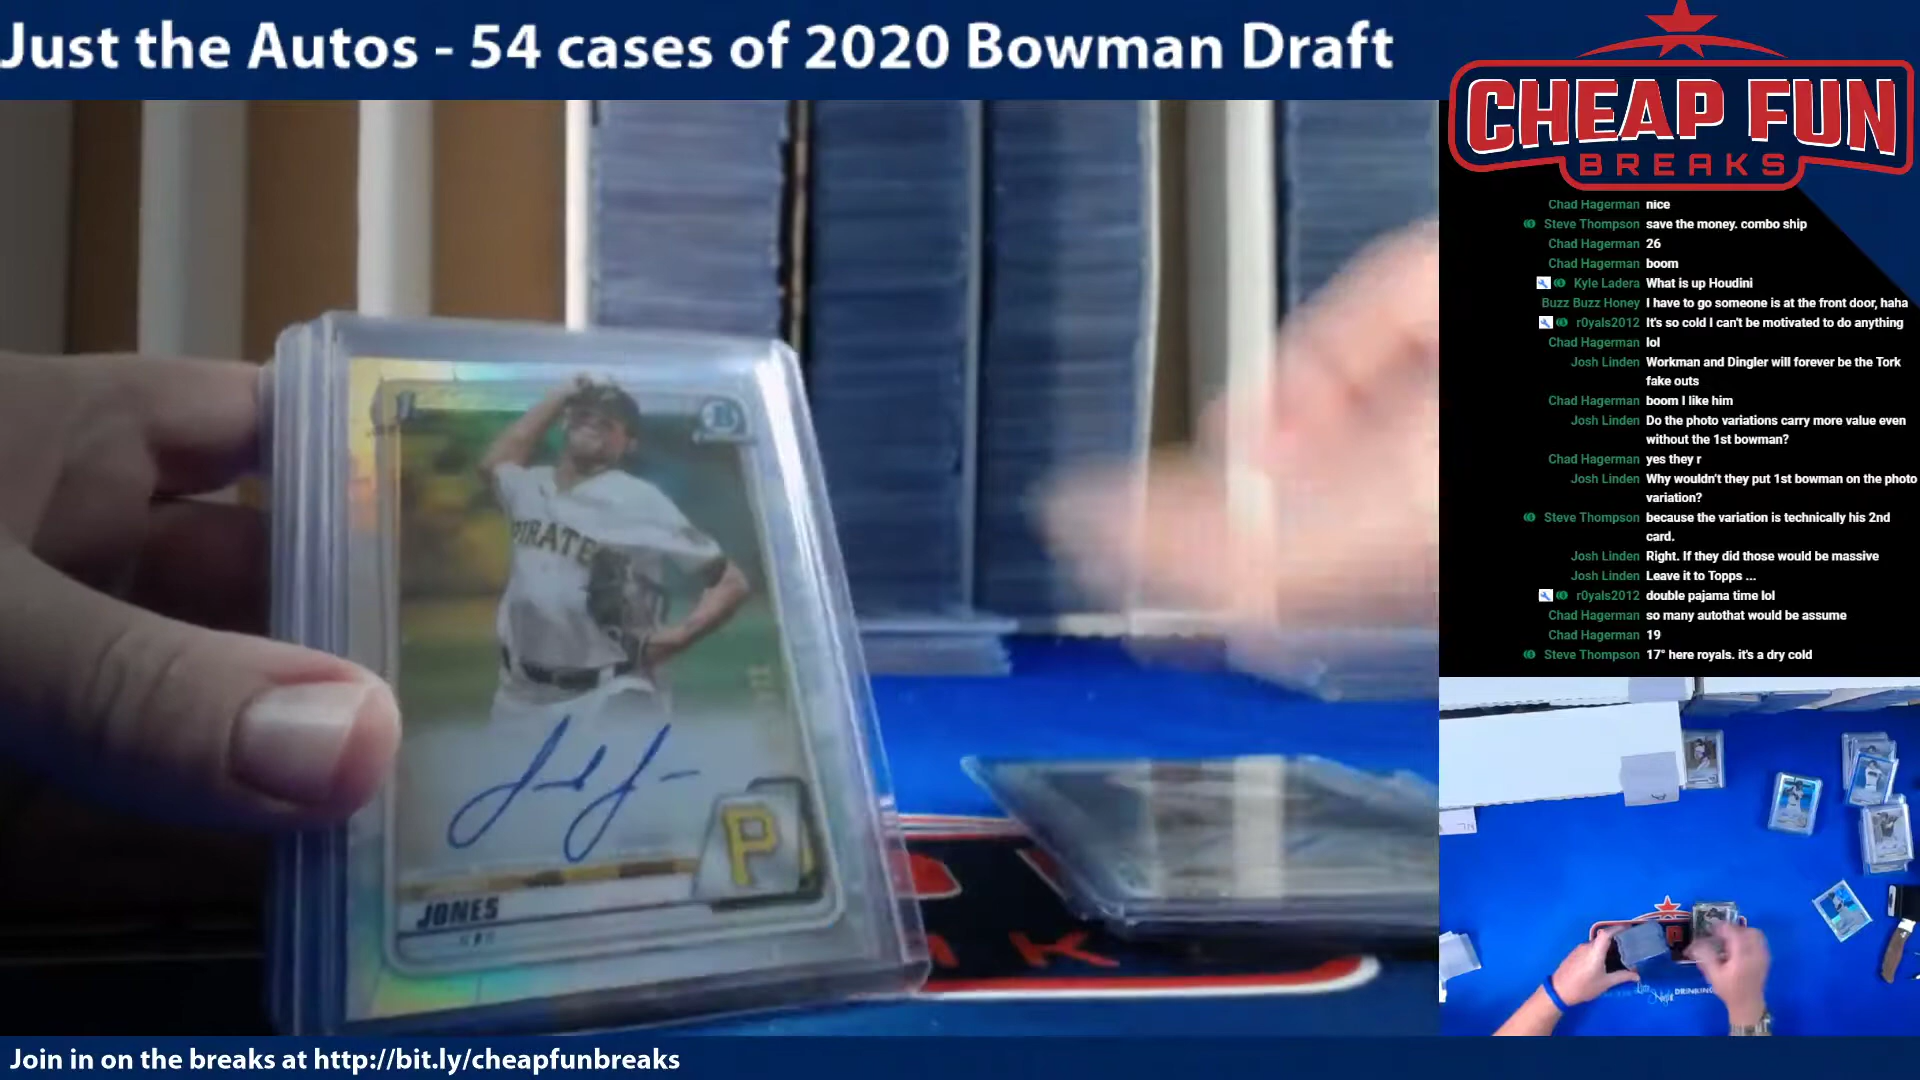 Just the Autos - 54 cases of 2020 Bowman Draft
CHEAP FUN
BREAKS
Chad Hagerman nice
Steve Thompson save the money. combo ship
Chad Hagerman 26
Chad Hagerman boom
Kyle Ladera What is up Houdini
Buzz Buzz Honey I have to go someone is at the front door, haha
r0yals2012 It's so cold I can't be motivated to do anything
Chad Hagerman lol
Josh Linden Workman and Dingler will forever be the Tork
fake outs
Chad Hagerman boom I like him
Josh Linden Do the photo variations carry more value even
without the 1st bowman?
Chad Hagerman yes they r
Josh Linden Why wouldn't they put 1st bowman on the photo
variation?
Steve Thompson because the variation is technically his 2nd
card.
Josh Linden Right. If they did those would be massive
Josh Linden Leave it to Topps ...
r0yals2012 double pajama time lol
Chad Hagerman so many autothat would be assume
Chad Hagerman 19
Steve Thompson 17° here royals. it's a dry cold
PIRATE
P
JONES
DRINKING
Join in on the breaks at http://bit.ly/cheapfunbreaks